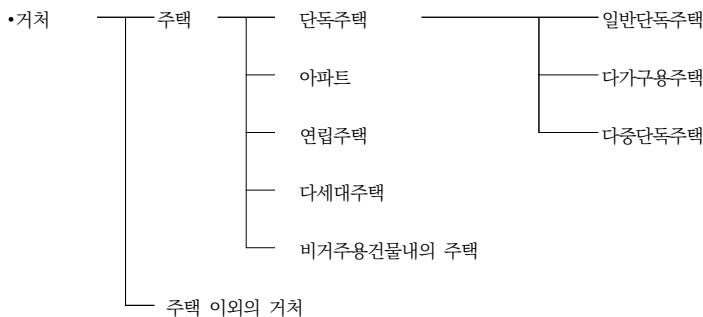 •거처 주택 단독주택 일반단독주택
아파트 다가구용주택
연립주택 다중단독주택
다세대주택
비거주용건물내의 주택
주택 이외의 거처